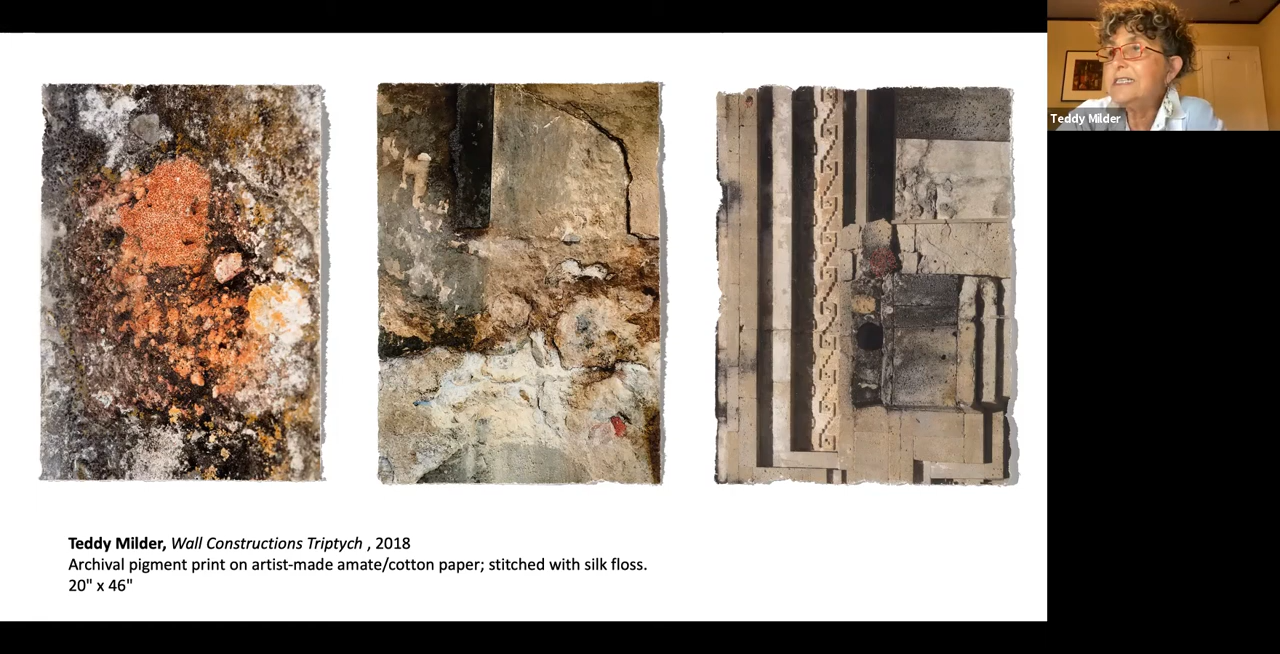 Teddy Milder
Teddy Milder, Wall Constructions Triptych , 2018
Archival pigment print on artist-made amate/cotton paper; stitched with silk floss.
20" x 46"